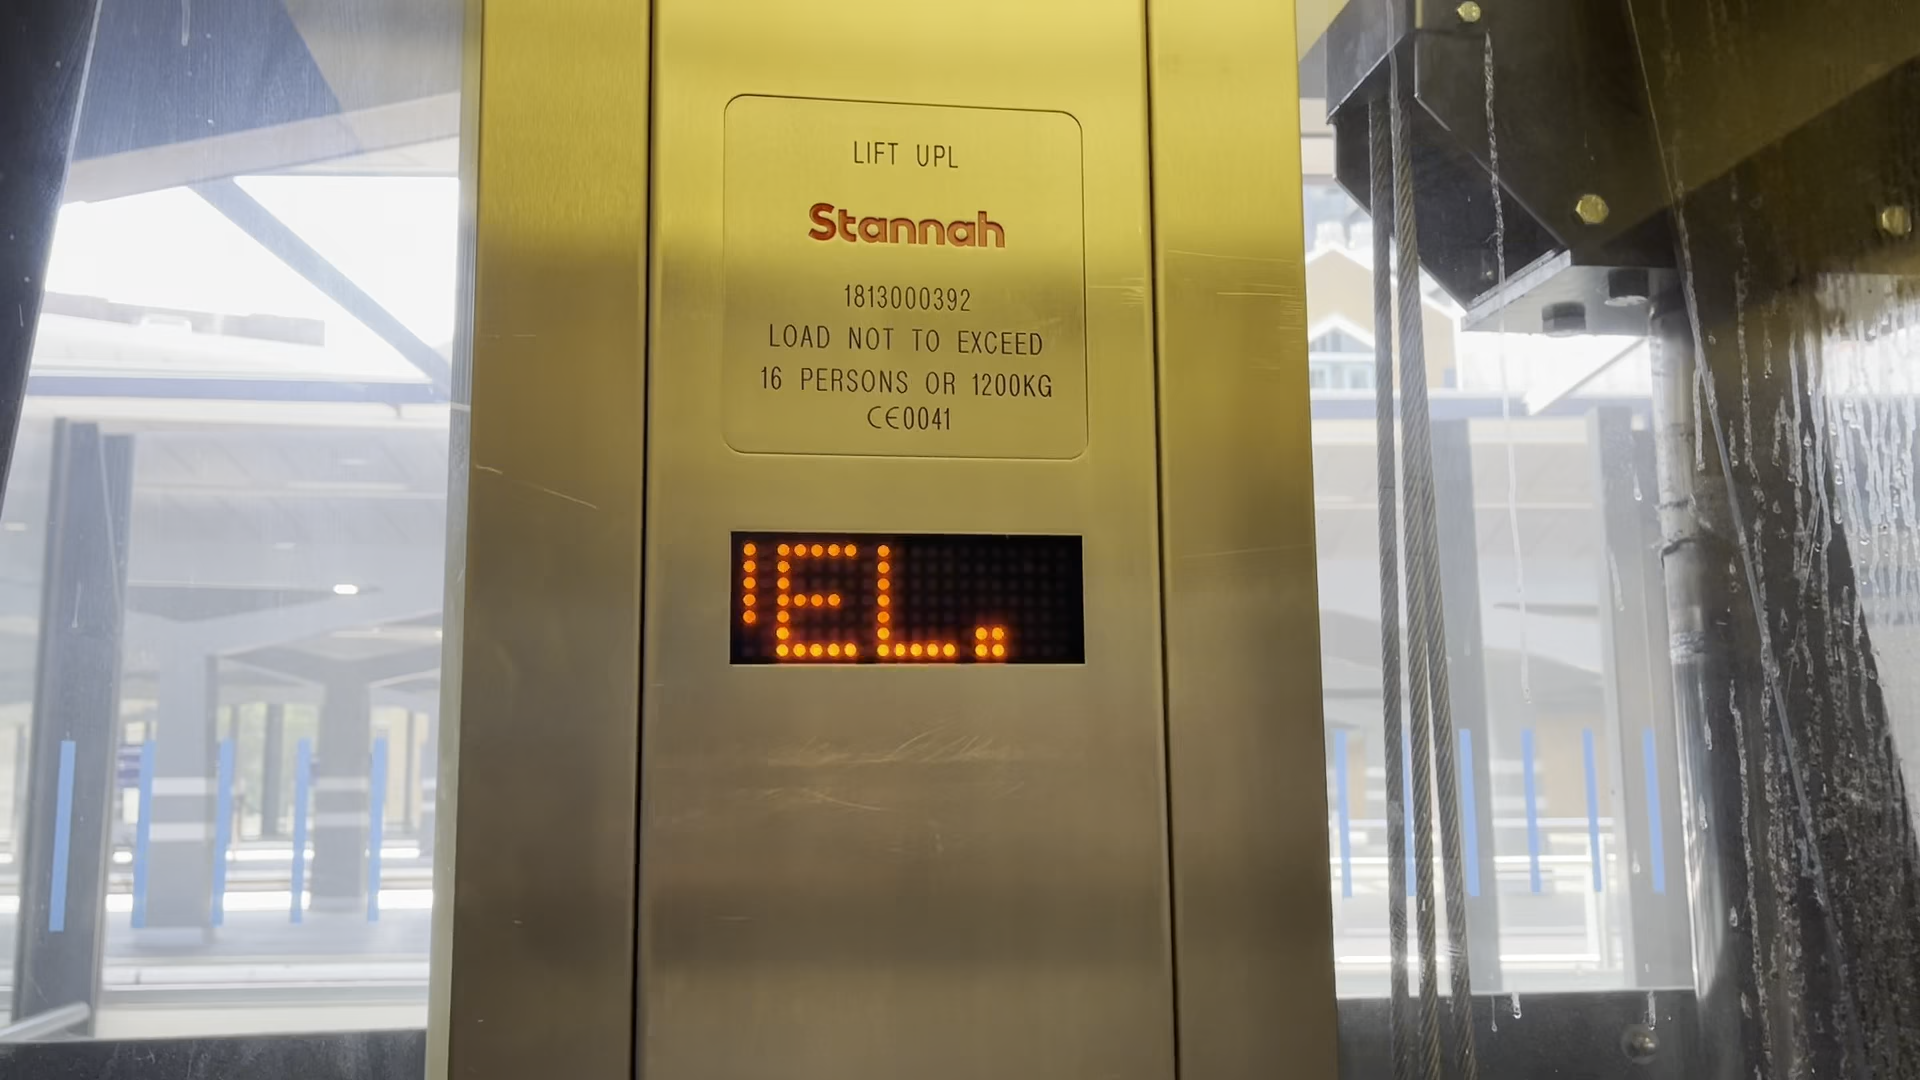 LIFT UPL
Stannah
1813000392
LOAD NOT TO EXCEED
16 PERSONS OR 1200KG
CE0041
EL.